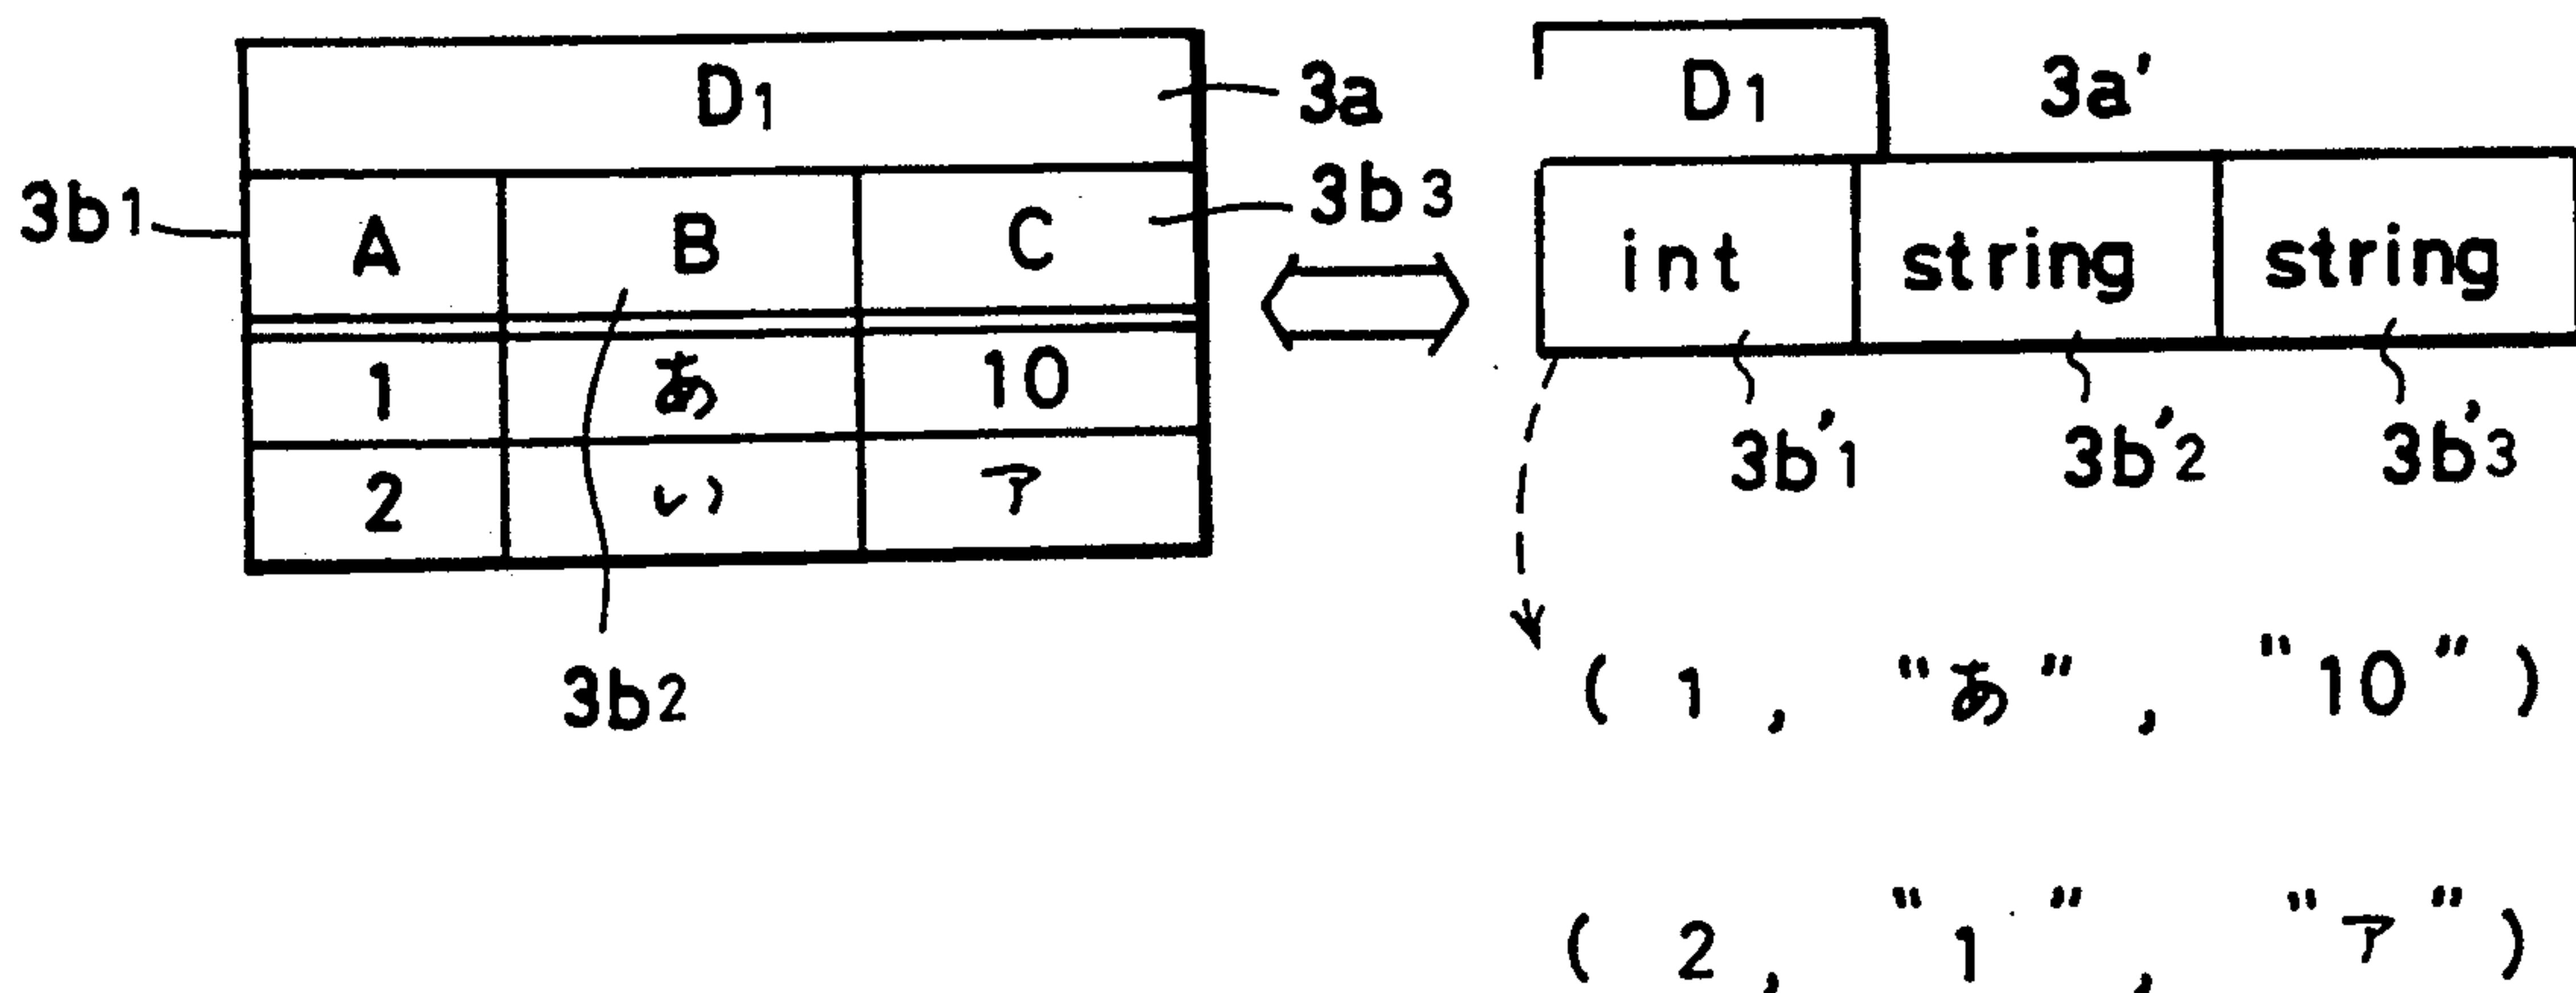 D1 3a D1 3a'
3b1 A B C 3b3 int string string
1 あ 10
2 い ア 3b'1 3b'2 3b'3
3b2 ( 1 , "あ" , "10" )
( 2 , "1" , "ア" )